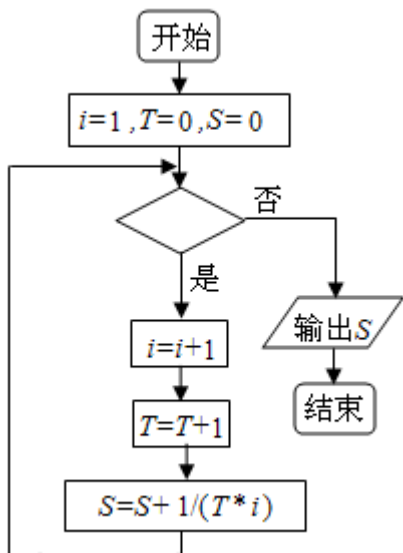 开始
i=1 ,T=0 ,S= 0
否
是
i=i+1
输出S
T=T+1
结束
S=S+ 1/(T*i)